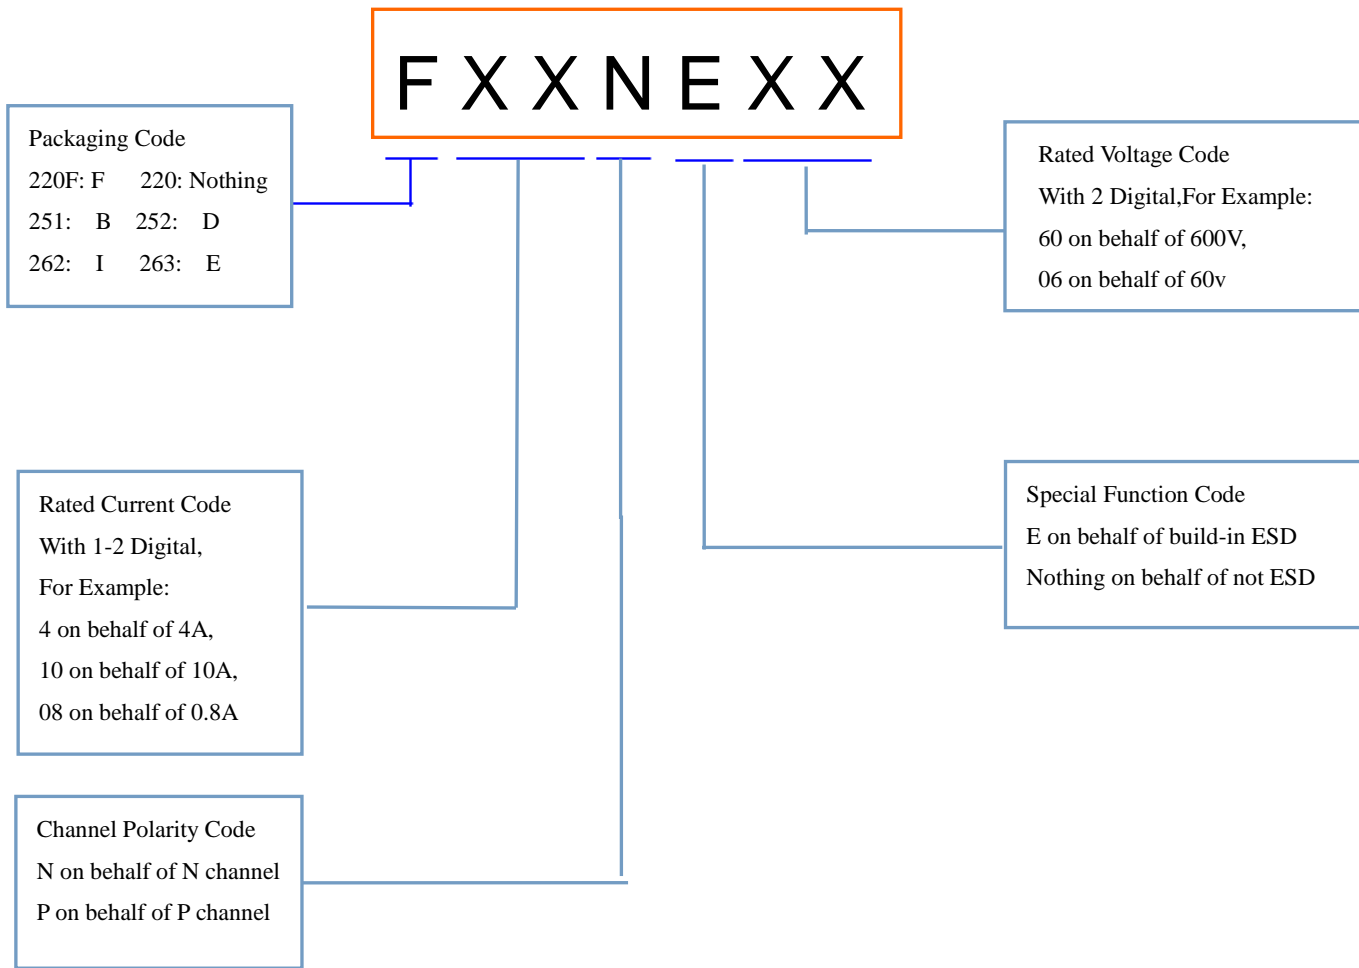 F X X N E X X
Packaging Code
220F: F 220: Nothing
251: B 252: D
262: I 263: E
Rated Voltage Code
With 2 Digital,For Example:
60 on behalf of 600V,
06 on behalf of 60v
Rated Current Code
With 1-2 Digital,
For Example:
4 on behalf of 4A,
10 on behalf of 10A,
08 on behalf of 0.8A
Special Function Code
E on behalf of build-in ESD
Nothing on behalf of not ESD
Channel Polarity Code
N on behalf of N channel
P on behalf of P channel